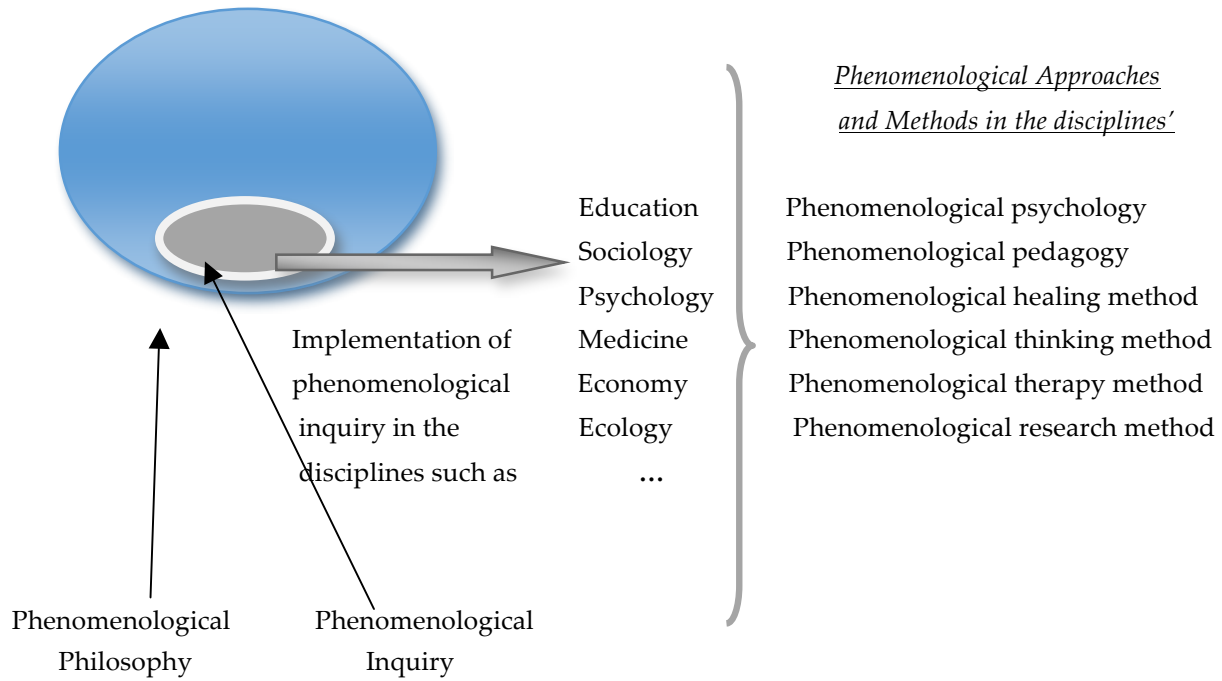 Phenomenological Approaches
and Methods in the disciplines’
Education
Sociology
Psychology
Medicine
Economy
Ecology
...
Phenomenological psychology
Phenomenological pedagogy
Phenomenological healing method
Phenomenological thinking method
Phenomenological therapy method
Phenomenological research method
Implementation of
phenomenological
inquiry in the
disciplines such as
Phenomenological
Philosophy
Phenomenological
Inquiry